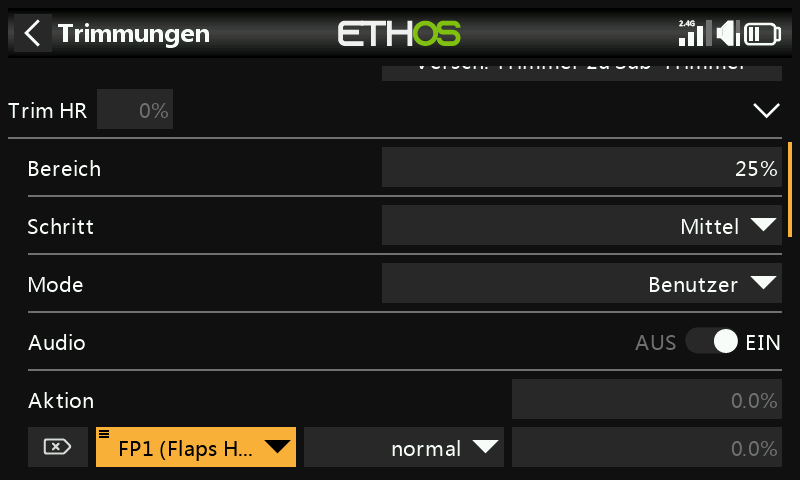 Trimmungen
ETHOS
2.4G
Versch. Trimmer zu Sub-Trimmer
Trim HR 0%
Bereich 25%
Schritt Mittel
Mode Benutzer
Audio AUS EIN
Aktion 0.0%
FP1 (Flaps H... normal 0.0%